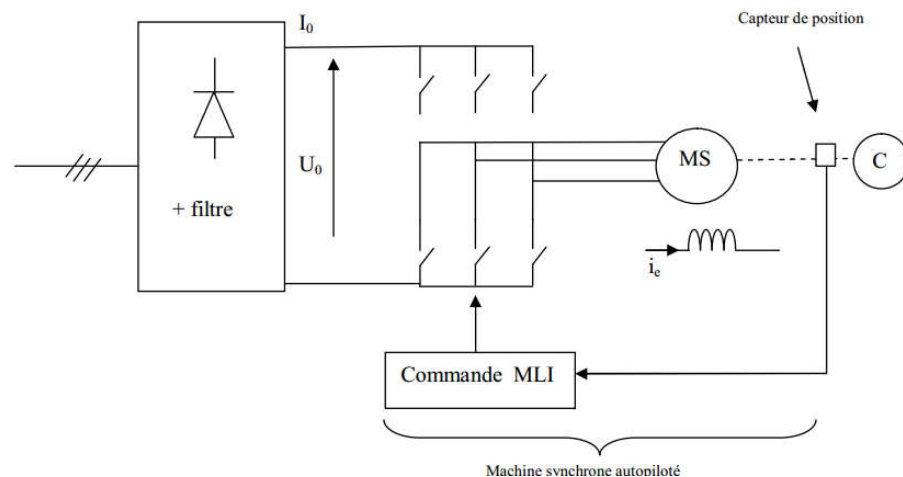 Capteur de position
I₀
U₀
+ filtre
MS
C
iₑ
Commande MLI
Machine synchrone autopiloté